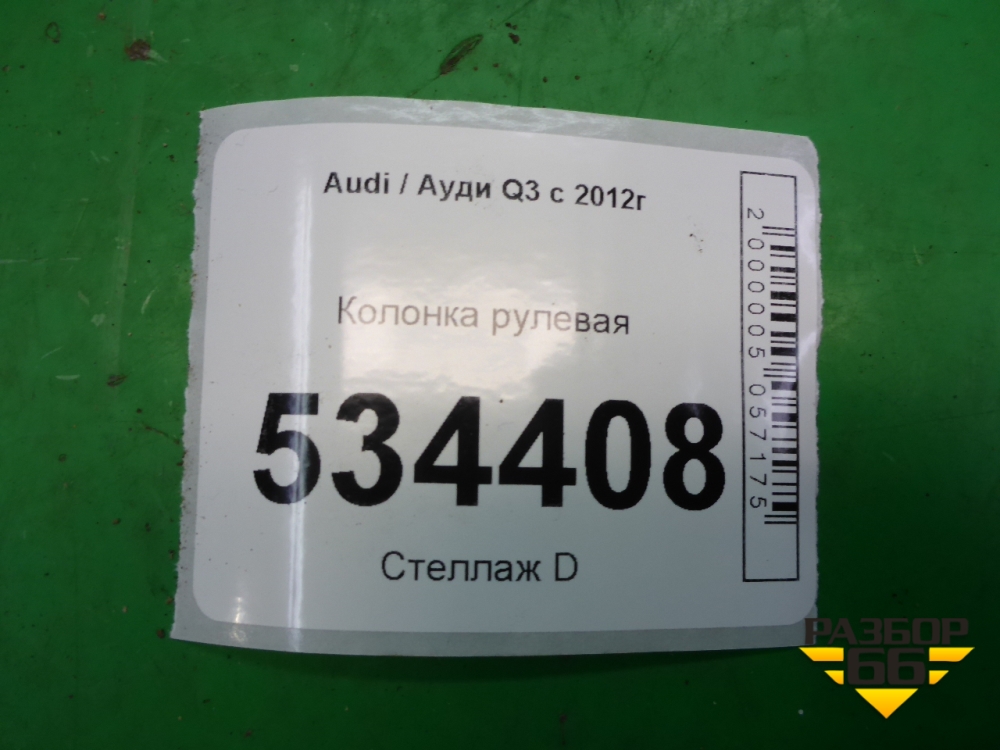 Audi / Ауди Q3 с 2012г
Колонка рулевая
534408
Стеллаж D
2000005057175
РАЗБОР
66